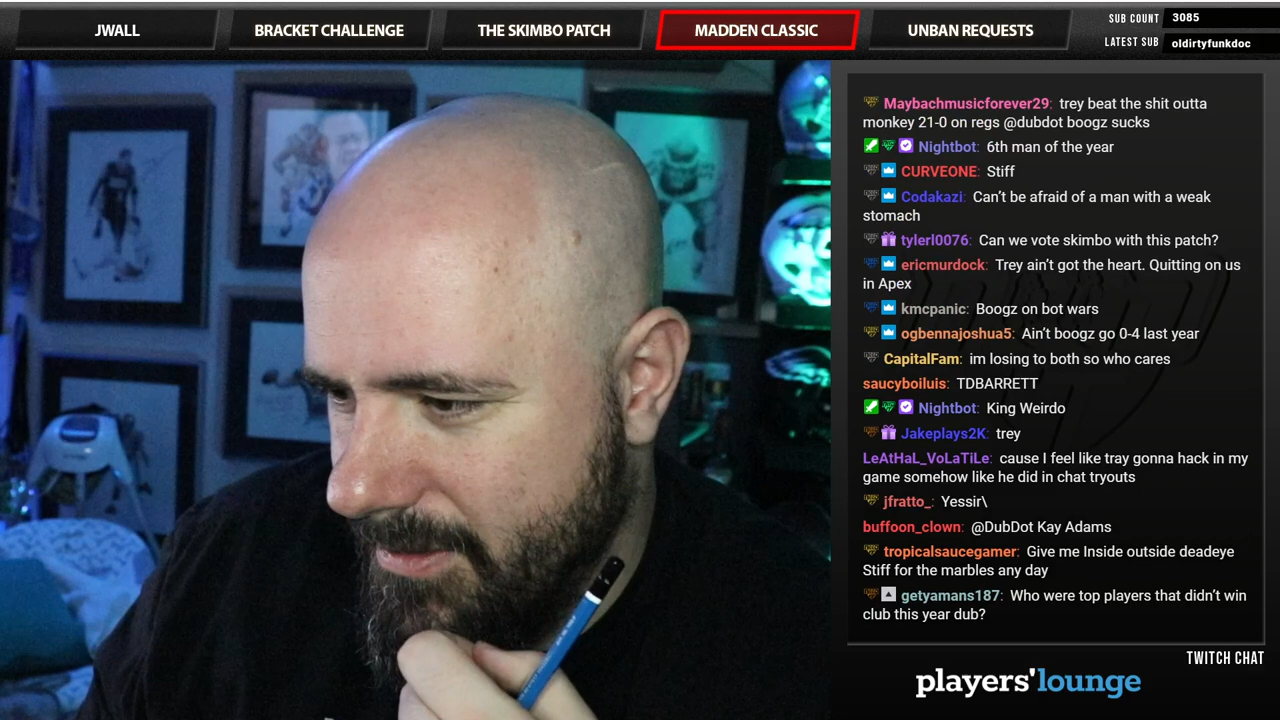 JWALL
BRACKET CHALLENGE
THE SKIMBO PATCH
MADDEN CLASSIC
UNBAN REQUESTS
SUB COUNT 3085
LATEST SUB oldirtyfunkdoc
Maybachmusicforever29: trey beat the shit outta
monkey 21-0 on regs @dubdot boogz sucks
Nightbot: 6th man of the year
CURVEONE: Stiff
Codakazi: Can't be afraid of a man with a weak
stomach
tylerl0076: Can we vote skimbo with this patch?
ericmurdock: Trey ain't got the heart. Quitting on us
in Apex
kmcpanic: Boogz on bot wars
ogbennajoshua5: Ain't boogz go 0-4 last year
CapitalFam: im losing to both so who cares
saucyboiluis: TDBARRETT
Nightbot: King Weirdo
Jakeplays2K: trey
LeAtHaL_VoLaTiLe: cause I feel like tray gonna hack in my
game somehow like he did in chat tryouts
jfratto_: Yessir\
buffoon_clown: @DubDot Kay Adams
tropicalsaucegamer: Give me Inside outside deadeye
Stiff for the marbles any day
getyamans187: Who were top players that didn't win
club this year dub?
TWITCH CHAT
players'lounge